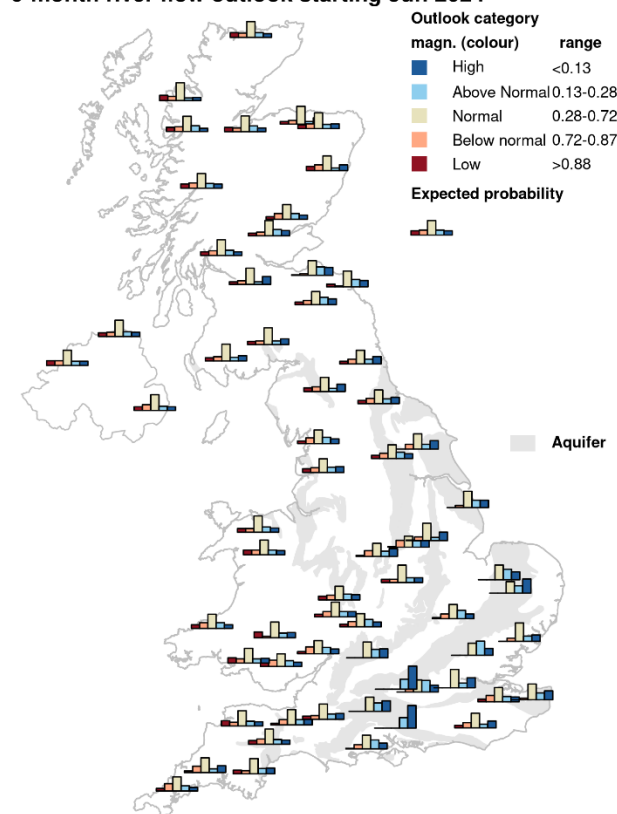 Outlook category
magn. (colour) range
High <0.13
Above Normal 0.13-0.28
Normal 0.28-0.72
Below normal 0.72-0.87
Low >0.88
Expected probability
Aquifer